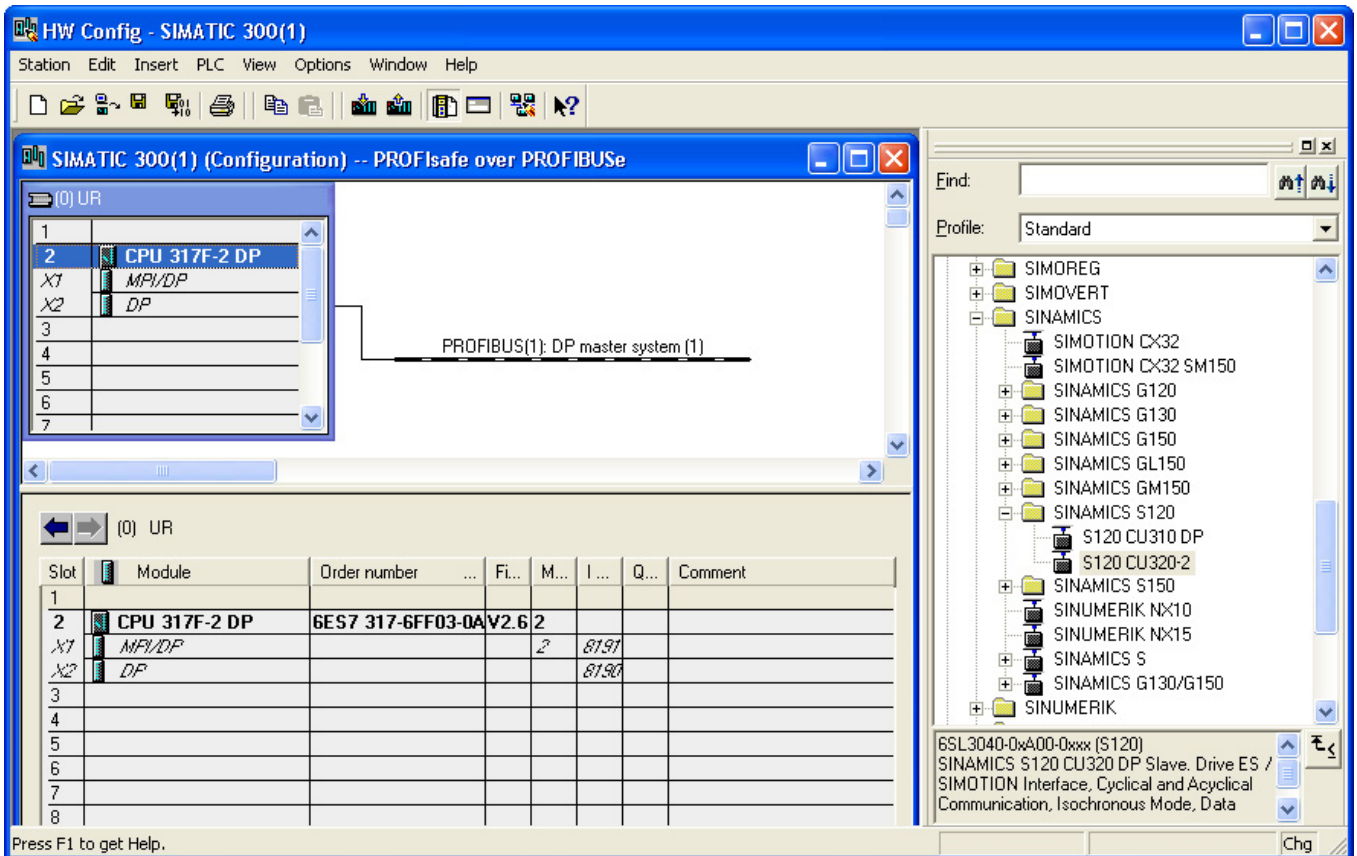 HW Config - SIMATIC 300(1)
Station Edit Insert PLC View Options Window Help
SIMATIC 300(1) (Configuration) -- PROFIsafe over PROFIBUSe
(0) UR
1
2 CPU 317F-2 DP
X1 MPI/DP
X2 DP
3
4
5
6
7
PROFIBUS(1): DP master system (1)
(0) UR
Slot Module Order number ... Fi... M... I ... Q... Comment
1
2 CPU 317F-2 DP 6ES7 317-6FF03-0A V2.6 2
X1 MPI/DP 2 8191
X2 DP 8190
3
4
5
6
7
8
Find:
Profile: Standard
SIMOREG
SIMOVERT
SINAMICS
SIMOTION CX32
SIMOTION CX32 SM150
SINAMICS G120
SINAMICS G130
SINAMICS G150
SINAMICS GL150
SINAMICS GM150
SINAMICS S120
S120 CU310 DP
S120 CU320-2
SINAMICS S150
SINUMERIK NX10
SINUMERIK NX15
SINAMICS S
SINAMICS G130/G150
SINUMERIK
6SL3040-0xA00-0xxx (S120)
SINAMICS S120 CU320 DP Slave. Drive ES /
SIMOTION Interface, Cyclical and Acyclical
Communication, Isochronous Mode, Data
Press F1 to get Help.
Chg